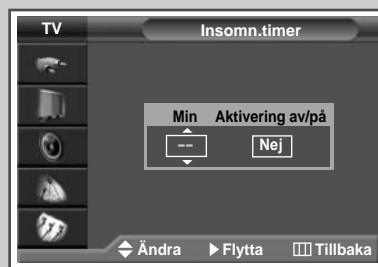 TV Insomn.timer
Min Aktivering av/på
-- Nej
Ändra Flytta Tillbaka